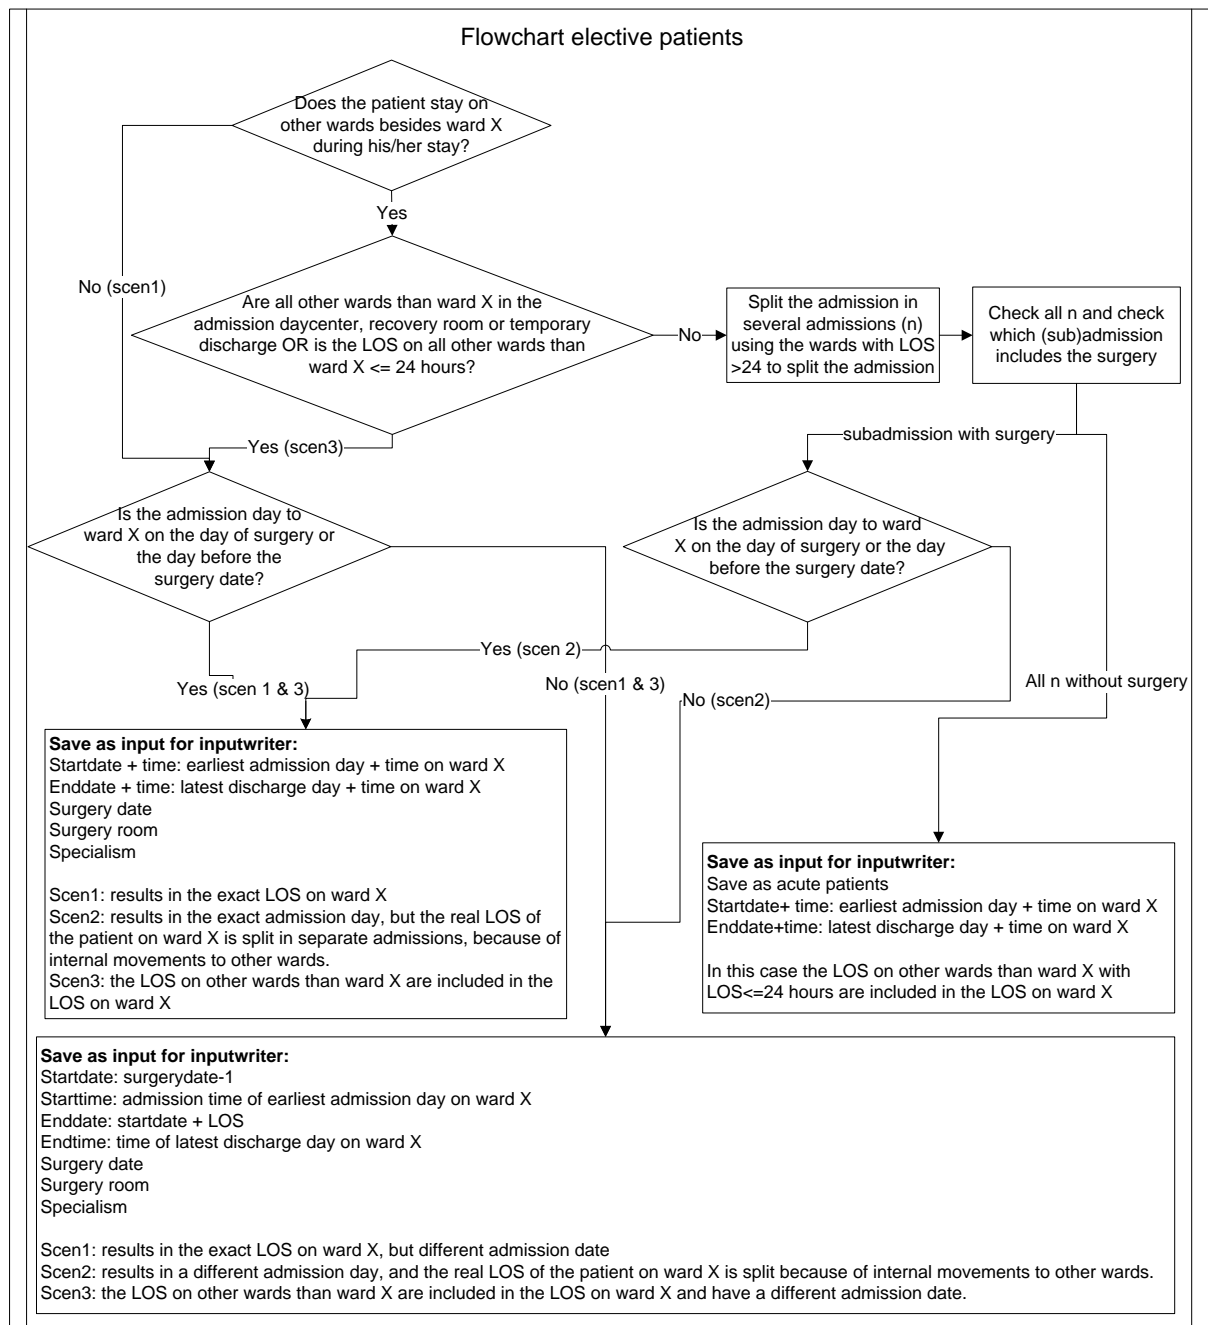 Flowchart elective patients
Does the patient stay on
other wards besides ward X
during his/her stay?
Yes
No (scen1)
Are all other wards than ward X in the
admission daycenter, recovery room or temporary
discharge OR is the LOS on all other wards than
ward X <= 24 hours?
No
Split the admission in
several admissions (n)
using the wards with LOS
>24 to split the admission
Check all n and check
which (sub)admission
includes the surgery
Yes (scen3)
subadmission with surgery
Is the admission day to
ward X on the day of surgery or
the day before the
surgery date?
Is the admission day to ward
X on the day of surgery or the day
before the surgery date?
Yes (scen 2)
Yes (scen 1 & 3)
No (scen1 & 3)
No (scen2)
All n without surgery
Save as input for inputwriter:
Startdate + time: earliest admission day + time on ward X
Enddate + time: latest discharge day + time on ward X
Surgery date
Surgery room
Specialism
Scen1: results in the exact LOS on ward X
Scen2: results in the exact admission day, but the real LOS of
the patient on ward X is split in separate admissions, because of
internal movements to other wards.
Scen3: the LOS on other wards than ward X are included in the
LOS on ward X
Save as input for inputwriter:
Save as acute patients
Startdate+ time: earliest admission day + time on ward X
Enddate+time: latest discharge day + time on ward X
In this case the LOS on other wards than ward X with
LOS<=24 hours are included in the LOS on ward X
Save as input for inputwriter:
Startdate: surgerydate-1
Starttime: admission time of earliest admission day on ward X
Enddate: startdate + LOS
Endtime: time of latest discharge day on ward X
Surgery date
Surgery room
Specialism
Scen1: results in the exact LOS on ward X, but different admission date
Scen2: results in a different admission day, and the real LOS of the patient on ward X is split because of internal movements to other wards.
Scen3: the LOS on other wards than ward X are included in the LOS on ward X and have a different admission date.